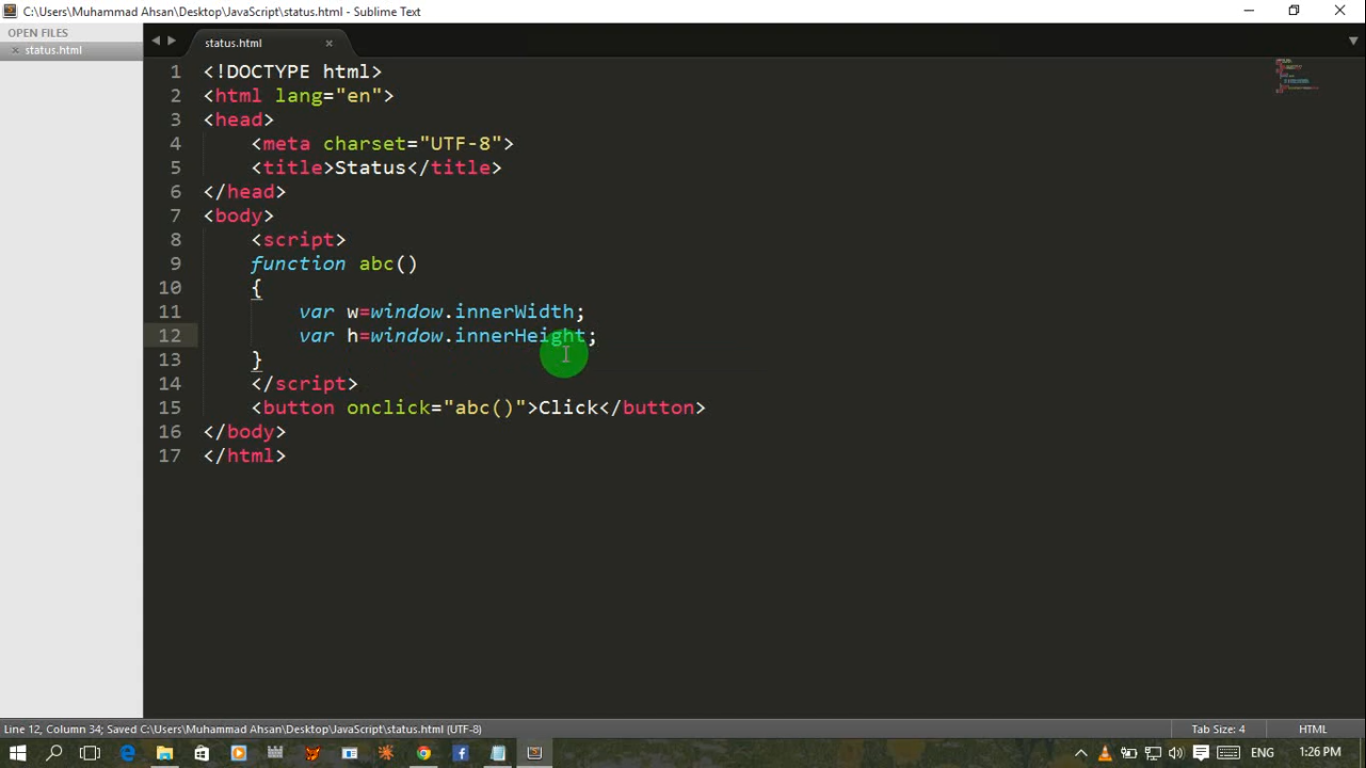 C:\Users\Muhammad Ahsan\Desktop\JavaScript\status.html - Sublime Text
OPEN FILES
status.html
status.html
1 <!DOCTYPE html>
2 <html lang="en">
3 <head>
4 <meta charset="UTF-8">
5 <title>Status</title>
6 </head>
7 <body>
8 <script>
9 function abc()
10 {
11 var w=window.innerWidth;
12 var h=window.innerHeight;
13 }
14 </script>
15 <button onclick="abc()">Click</button>
16 </body>
17 </html>
Line 12, Column 34; Saved C:\Users\Muhammad Ahsan\Desktop\JavaScript\status.html (UTF-8) Tab Size: 4 HTML
ENG 1:26 PM